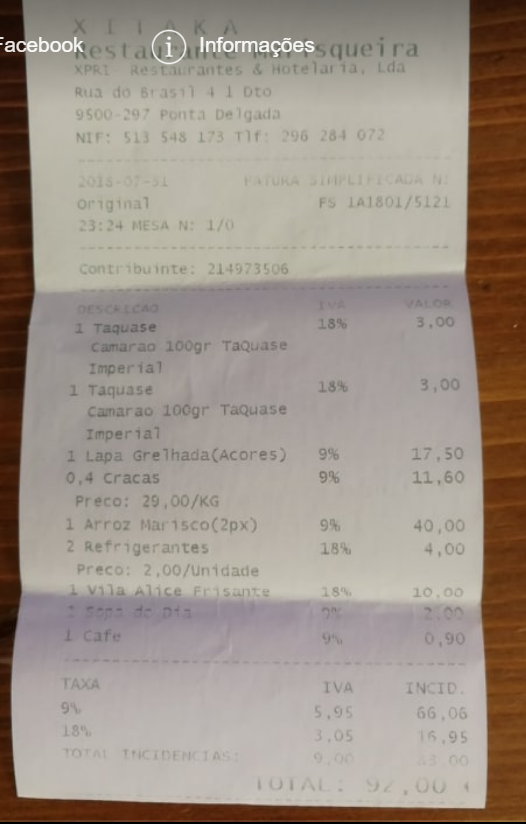 XITAKA
Facebook
Informações
Restaurante Marisqueira
XPRI Restaurantes & Hotelaria, Lda
Rua do Brasil 4 1 Dto
9500-297 Ponta Delgada
NIF: 513 548 173 Tlf: 296 284 072
2018-07-31 FATURA SIMPLIFICADA N:
Original FS 1A1801/5121
23:24 MESA N: 1/0
Contribuinte: 214973506
DESCRICAO IVA VALOR
1 Taquase 18% 3,00
Camarao 100gr TaQuase
Imperial
1 Taquase 18% 3,00
Camarao 100gr TaQuase
Imperial
1 Lapa Grelhada(Acores) 9% 17,50
0,4 Cracas 9% 11,60
Preco: 29,00/KG
1 Arroz Marisco(2px) 9% 40,00
2 Refrigerantes 18% 4,00
Preco: 2,00/Unidade
1 Vila Alice Frisante 18% 10,00
1 Sopa do Dia 9% 2,00
1 Cafe 9% 0,90
TAXA IVA INCID.
9% 5,95 66,06
18% 3,05 16,95
TOTAL INCIDENCIAS: 9,00 83,00
TOTAL: 92,00 €